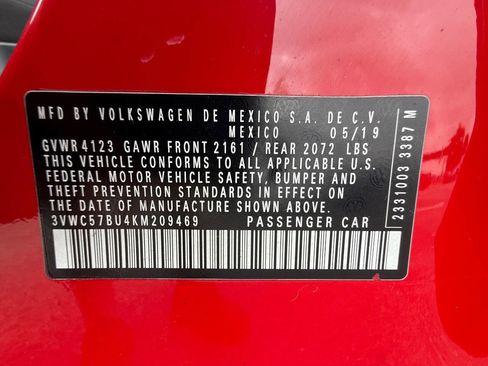 MFD BY VOLKSWAGEN DE MEXICO S.A. DE C.V.
MEXICO 05/19
GVWR 4123 GAWR FRONT 2161 / REAR 2072 LBS
THIS VEHICLE CONFORMS TO ALL APPLICABLE U.S.
FEDERAL MOTOR VEHICLE SAFETY, BUMPER AND
THEFT PREVENTION STANDARDS IN EFFECT ON
THE DATE OF MANUFACTURE SHOWN ABOVE.
3VWC57BU4KM209469 PASSENGER CAR
2331003 3387 M